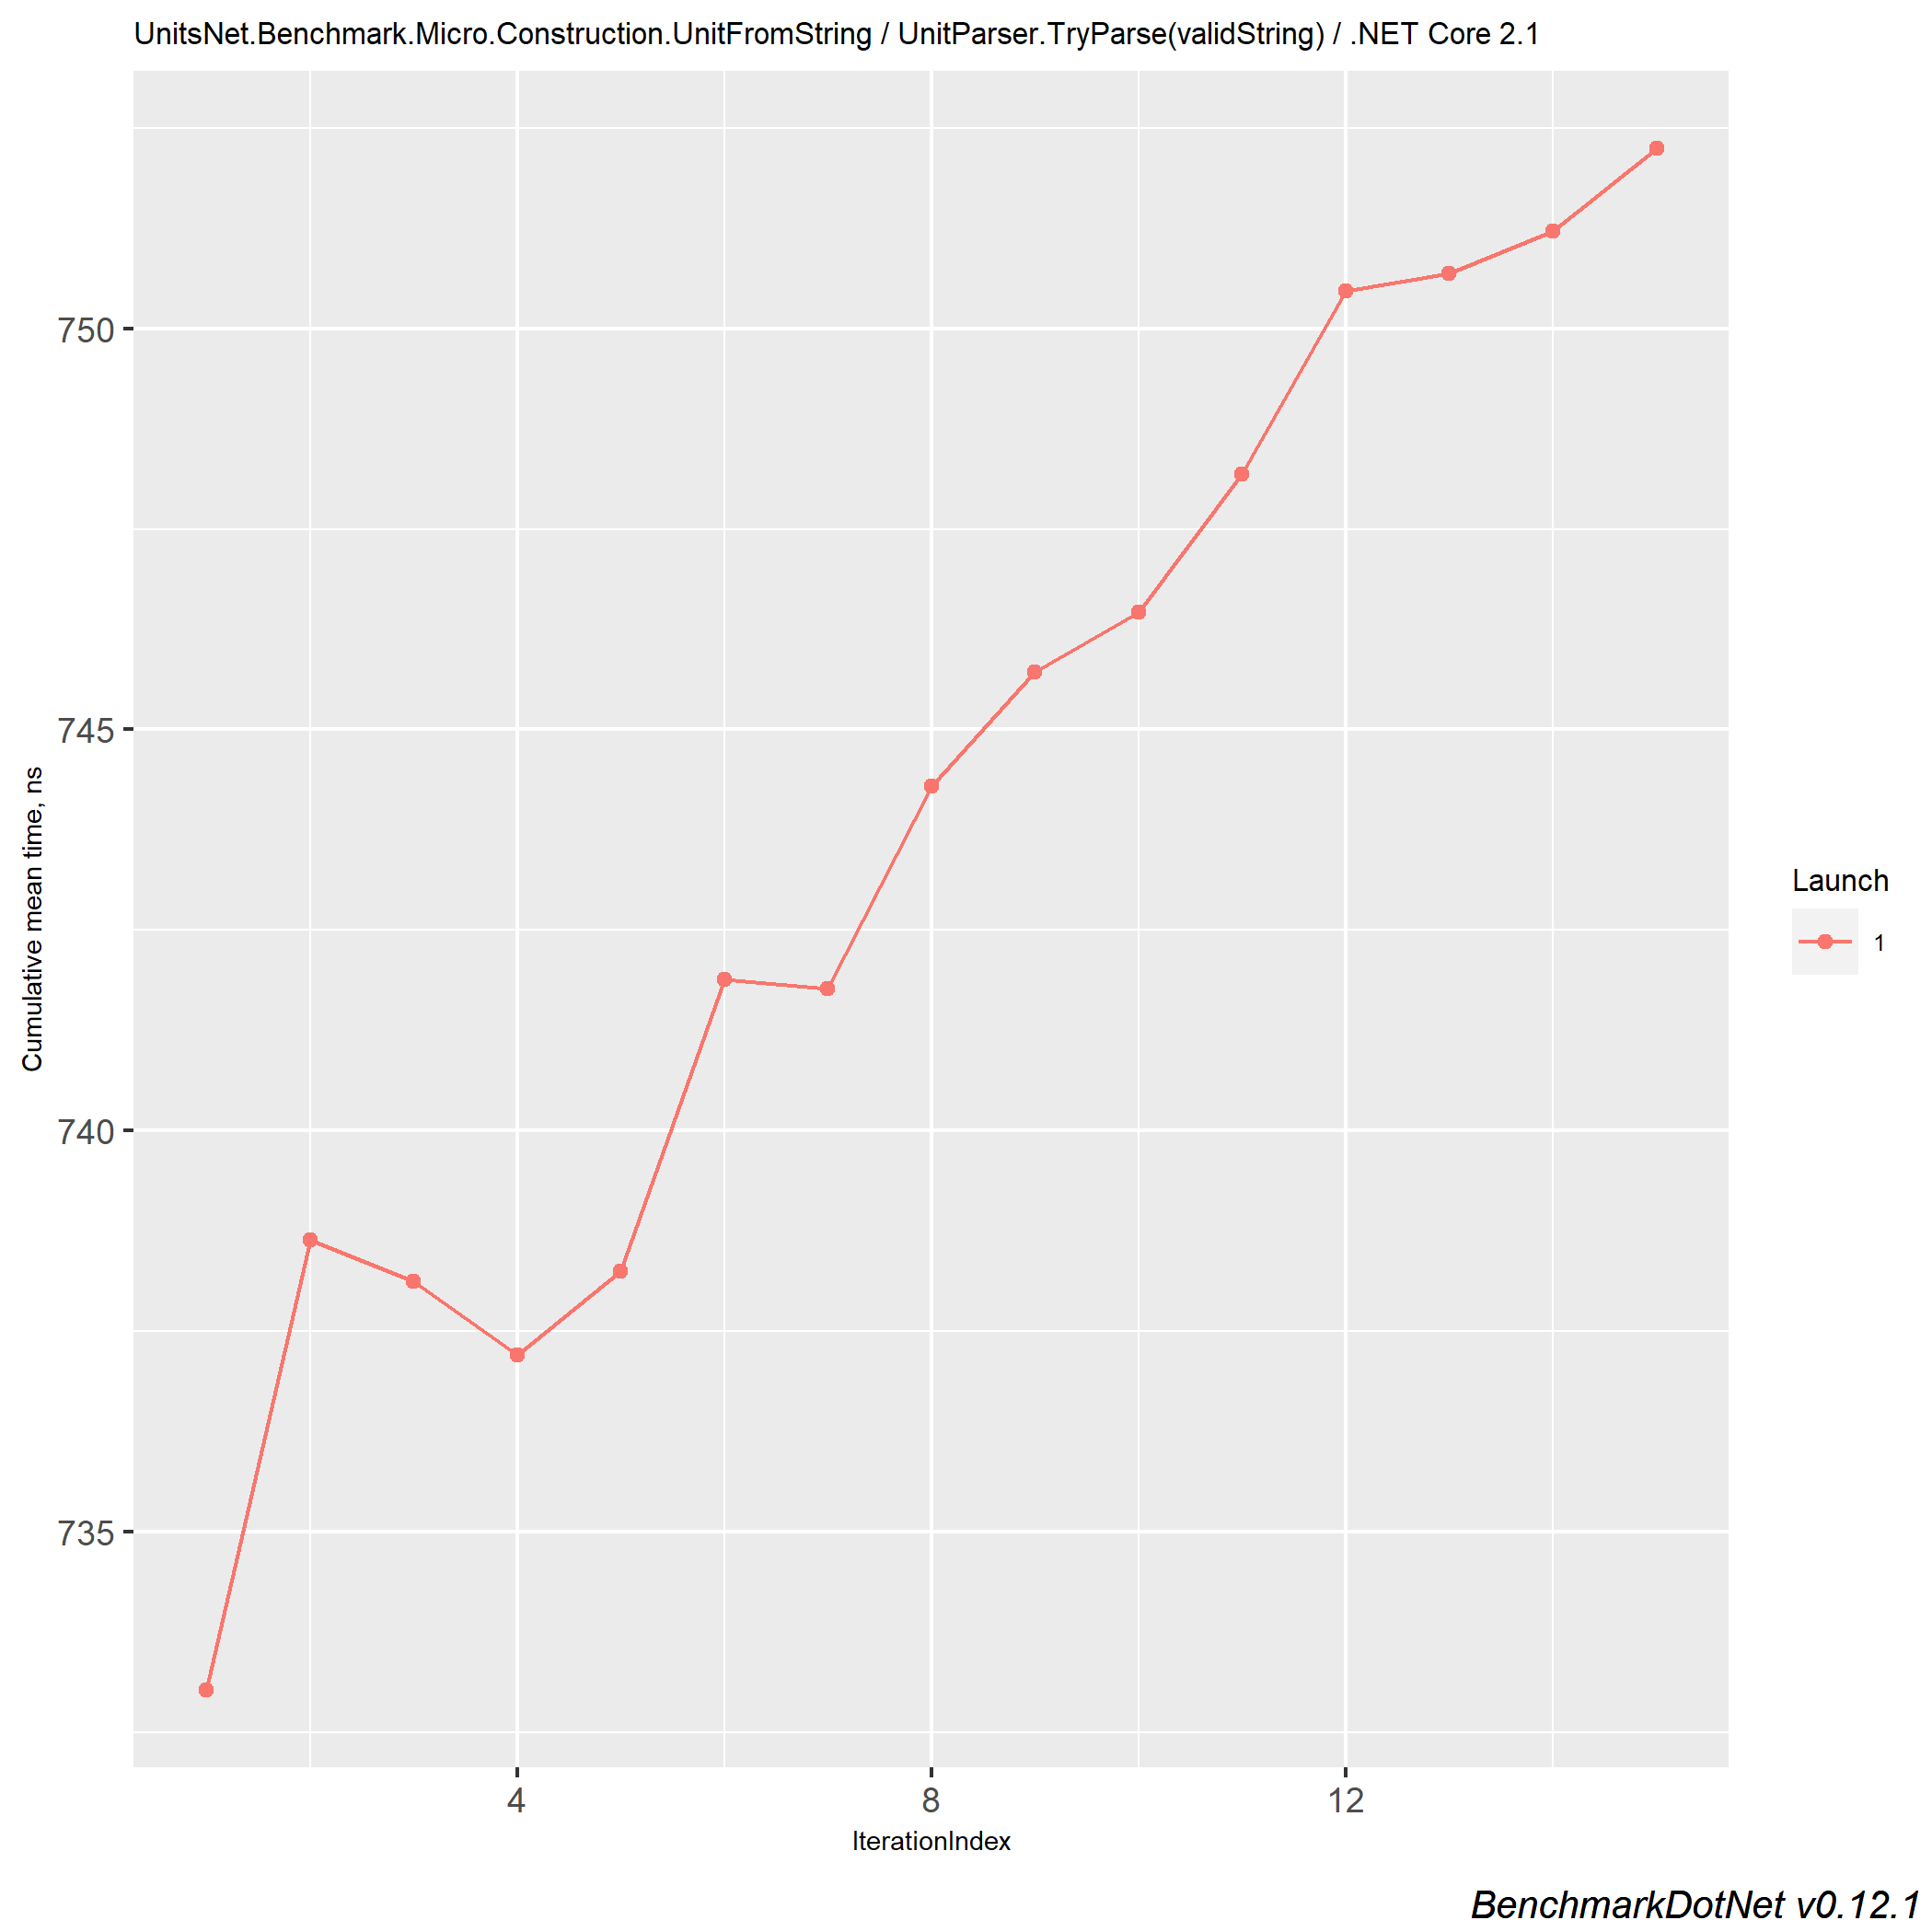 UnitsNet.Benchmark.Micro.Construction.UnitFromString / UnitParser.TryParse(validString) / .NET Core 2.1
750
745
740
735
Cumulative mean time, ns
4
8
12
IterationIndex
Launch
1
BenchmarkDotNet v0.12.1